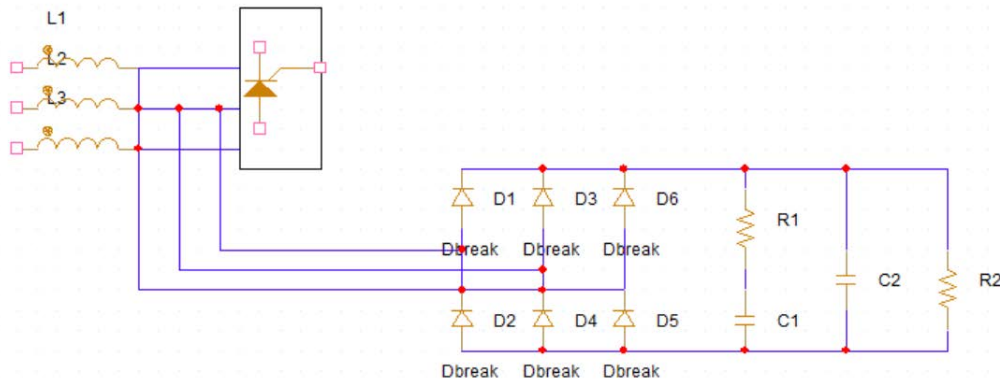 L1
L2
L3
D1 D3 D6
R1
Dbreak Dbreak Dbreak
C2 R2
D2 D4 D5 C1
Dbreak Dbreak Dbreak